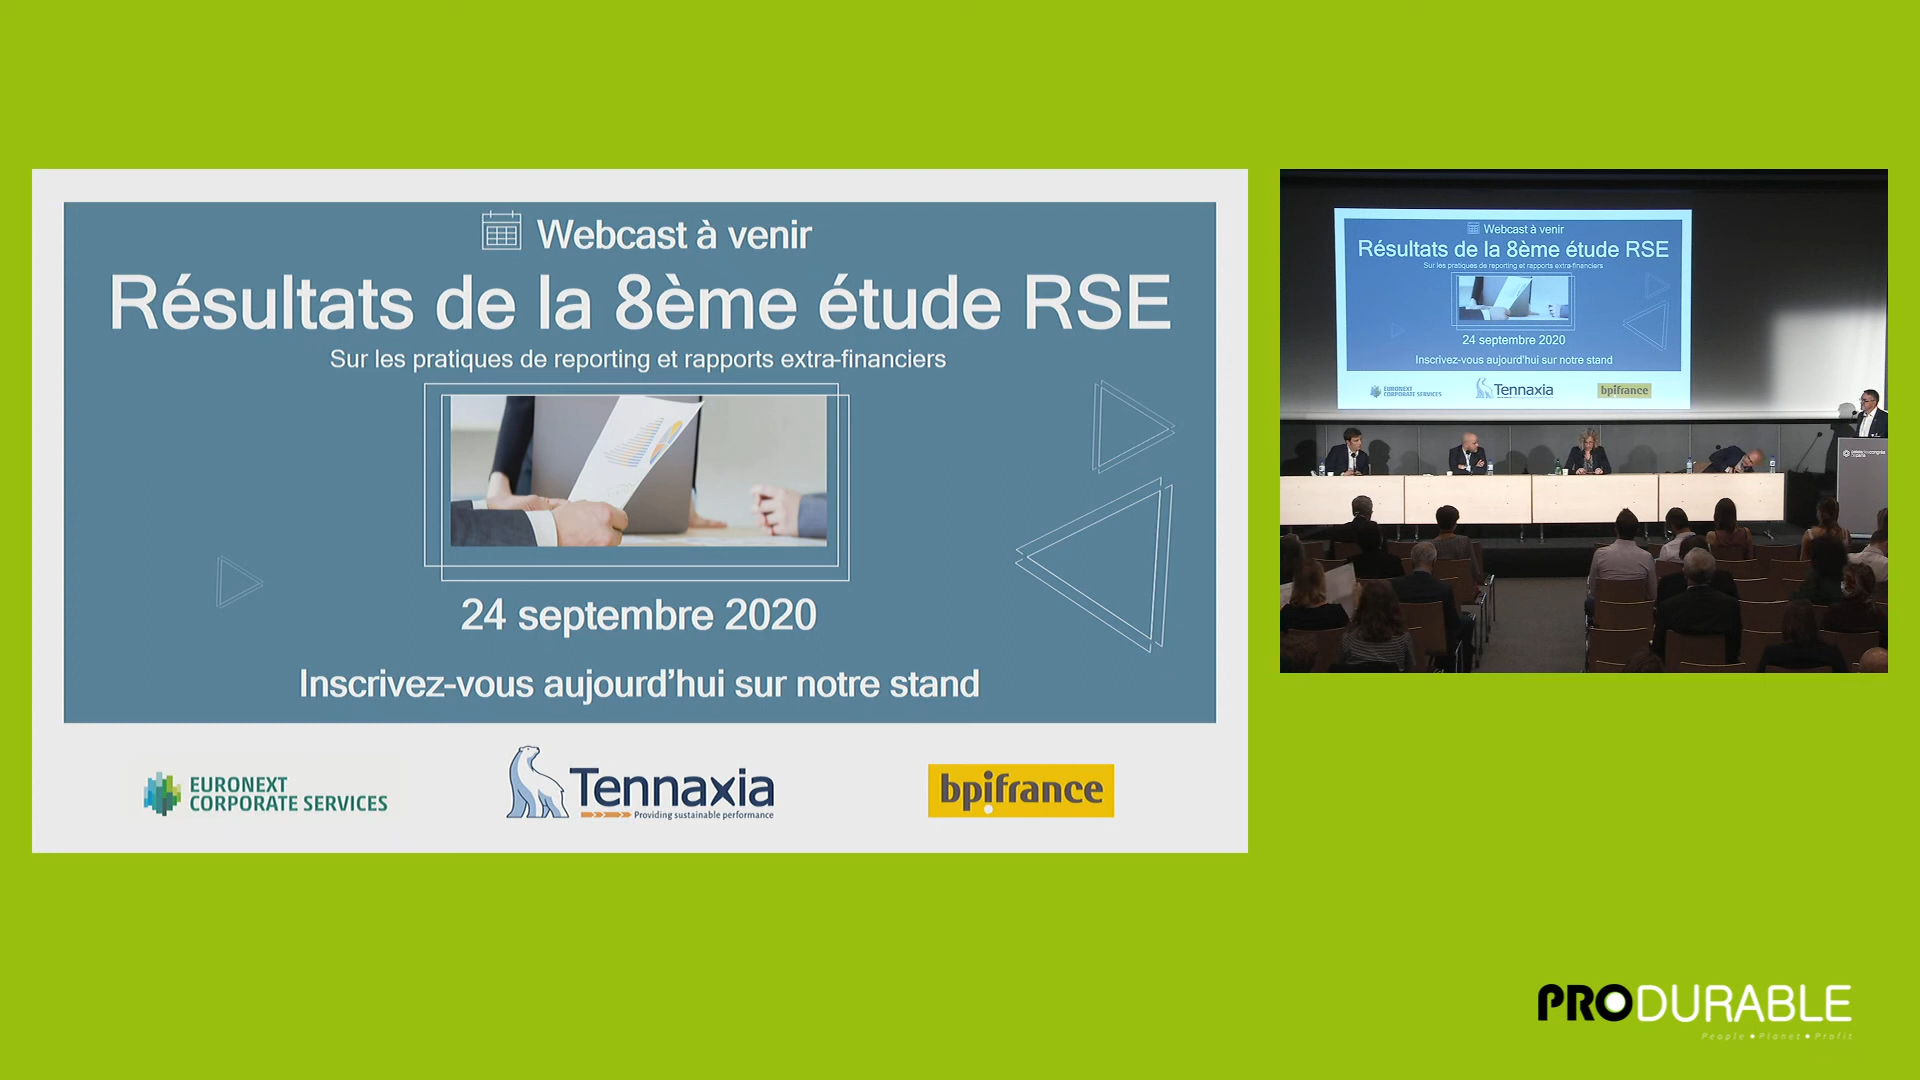 Webcast à venir
Résultats de la 8ème étude RSE
Sur les pratiques de reporting et rapports extra-financiers
24 septembre 2020
Inscrivez-vous aujourd'hui sur notre stand
EURONEXT
CORPORATE SERVICES
Tennaxia
Providing sustainable performance
bpifrance
Webcast à venir
Résultats de la 8ème étude RSE
Sur les pratiques de reporting et rapports extra-financiers
24 septembre 2020
Inscrivez-vous aujourd'hui sur notre stand
EURONEXT
CORPORATE SERVICES
Tennaxia
bpifrance
PRODURABLE
People • Planet • Profit